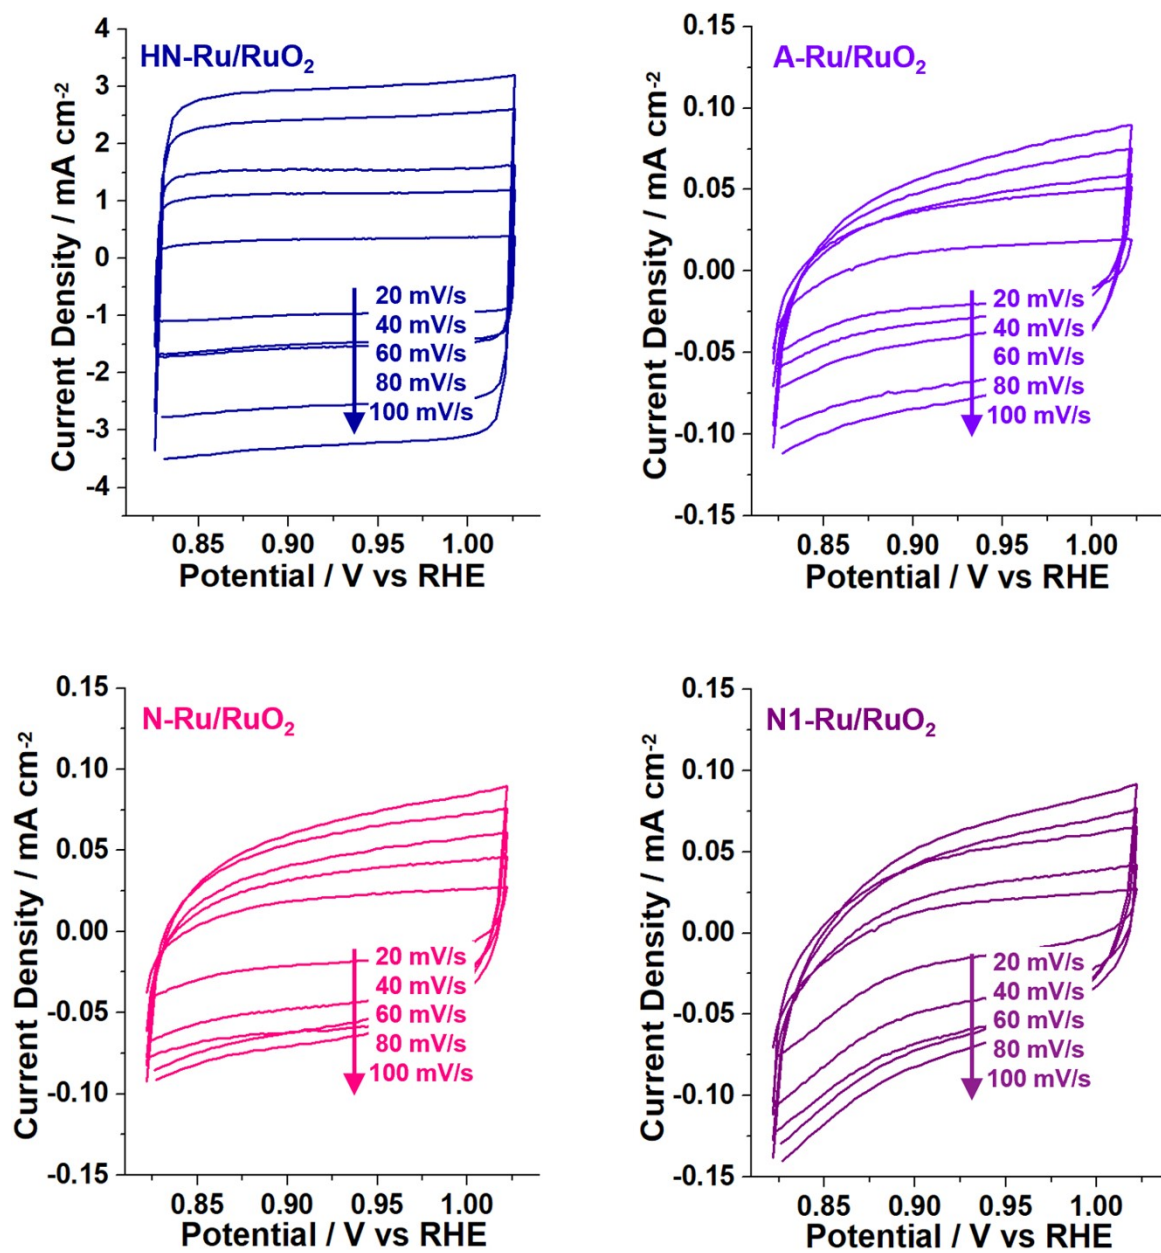 HN-Ru/RuO₂
4
3
2
1
0
-1
-2
-3
-4
Current Density / mA cm⁻²
20 mV/s
40 mV/s
60 mV/s
80 mV/s
100 mV/s
0.85 0.90 0.95 1.00
Potential / V vs RHE
A-Ru/RuO₂
0.15
0.10
0.05
0.00
-0.05
-0.10
-0.15
Current Density / mA cm⁻²
20 mV/s
40 mV/s
60 mV/s
80 mV/s
100 mV/s
0.85 0.90 0.95 1.00
Potential / V vs RHE
N-Ru/RuO₂
0.15
0.10
0.05
0.00
-0.05
-0.10
-0.15
Current Density / mA cm⁻²
20 mV/s
40 mV/s
60 mV/s
80 mV/s
100 mV/s
0.85 0.90 0.95 1.00
Potential / V vs RHE
N1-Ru/RuO₂
0.15
0.10
0.05
0.00
-0.05
-0.10
-0.15
Current Density / mA cm⁻²
20 mV/s
40 mV/s
60 mV/s
80 mV/s
100 mV/s
0.85 0.90 0.95 1.00
Potential / V vs RHE